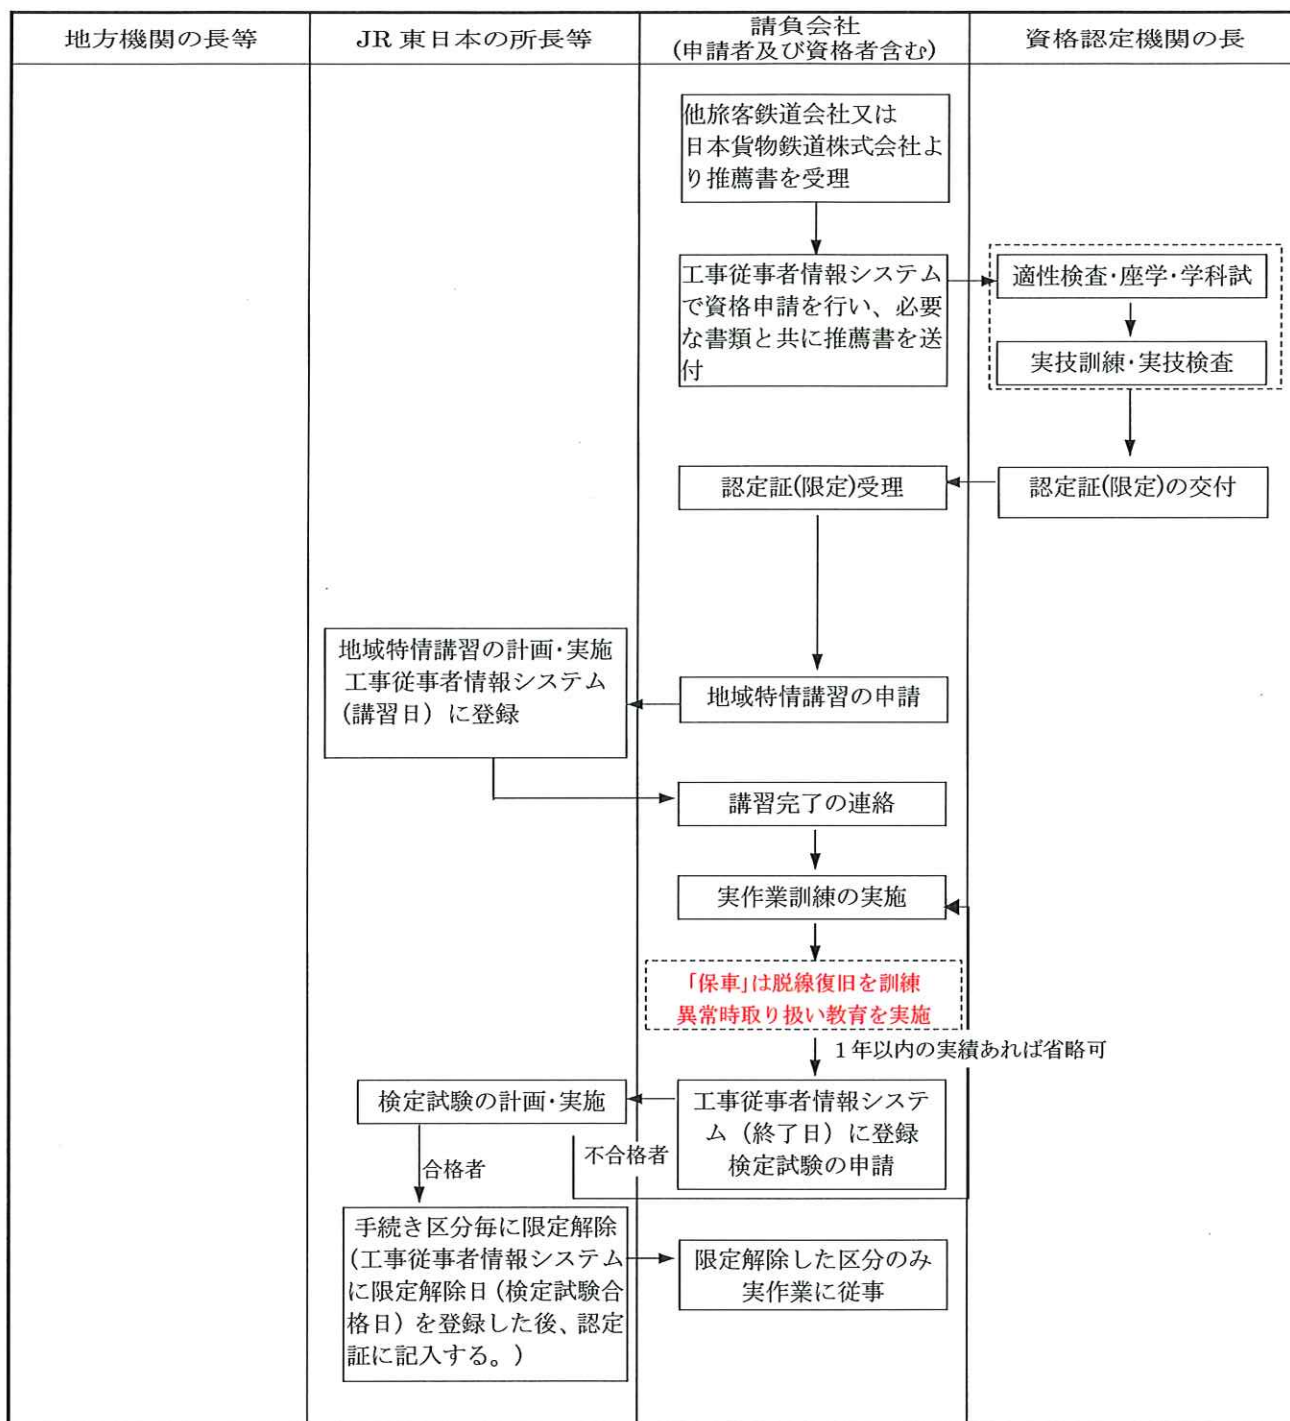 地方機関の長等
JR 東日本の所長等
請負会社
(申請者及び資格者含む)
資格認定機関の長
他旅客鉄道会社又は
日本貨物鉄道株式会社よ
り推薦書を受理
工事従事者情報システム
で資格申請を行い、必要
な書類と共に推薦書を送
付
適性検査・座学・学科試
実技訓練・実技検査
認定証(限定)受理
認定証(限定)の交付
地域特情講習の計画・実施
工事従事者情報システム
(講習日）に登録
地域特情講習の申請
講習完了の連絡
実作業訓練の実施
「保車」は脱線復旧を訓練
異常時取り扱い教育を実施
1 年以内の実績あれば省略可
検定試験の計画・実施
工事従事者情報システ
ム（終了日）に登録
検定試験の申請
不合格者
合格者
手続き区分毎に限定解除
(工事従事者情報システム
に限定解除日(検定試験合
格日）を登録した後、認定
証に記入する。)
限定解除した区分のみ
実作業に従事